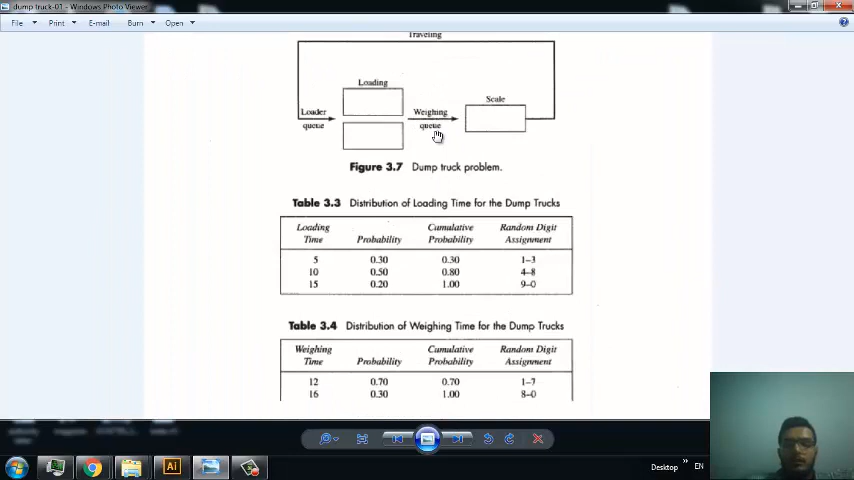 dump truck-01 - Windows Photo Viewer
File Print E-mail Burn Open
Traveling
Loading
Scale
Loader
queue
Weighing
queue
Figure 3.7 Dump truck problem.
Table 3.3 Distribution of Loading Time for the Dump Trucks
Loading Cumulative Random Digit
Time Probability Probability Assignment
5 0.30 0.30 1–3
10 0.50 0.80 4–8
15 0.20 1.00 9–0
Table 3.4 Distribution of Weighing Time for the Dump Trucks
Weighing Cumulative Random Digit
Time Probability Probability Assignment
12 0.70 0.70 1–7
16 0.30 1.00 8–0
Ai
Desktop » EN